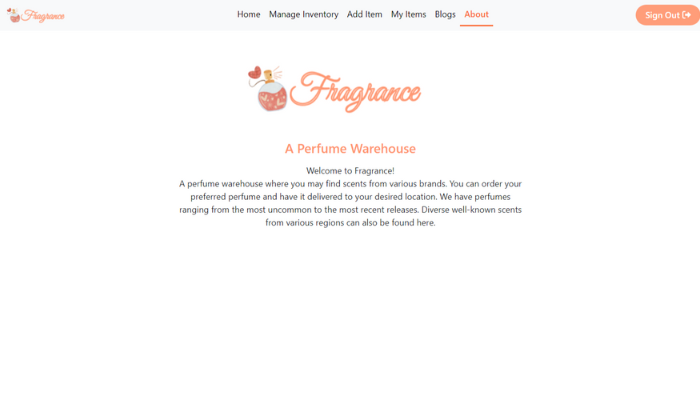 Fragrance
Home Manage Inventory Add Item My Items Blogs About
Sign Out
Fragrance
A Perfume Warehouse
Welcome to Fragrance!
A perfume warehouse where you may find scents from various brands. You can order your
preferred perfume and have it delivered to your desired location. We have perfumes
ranging from the most uncommon to the most recent releases. Diverse well-known scents
from various regions can also be found here.